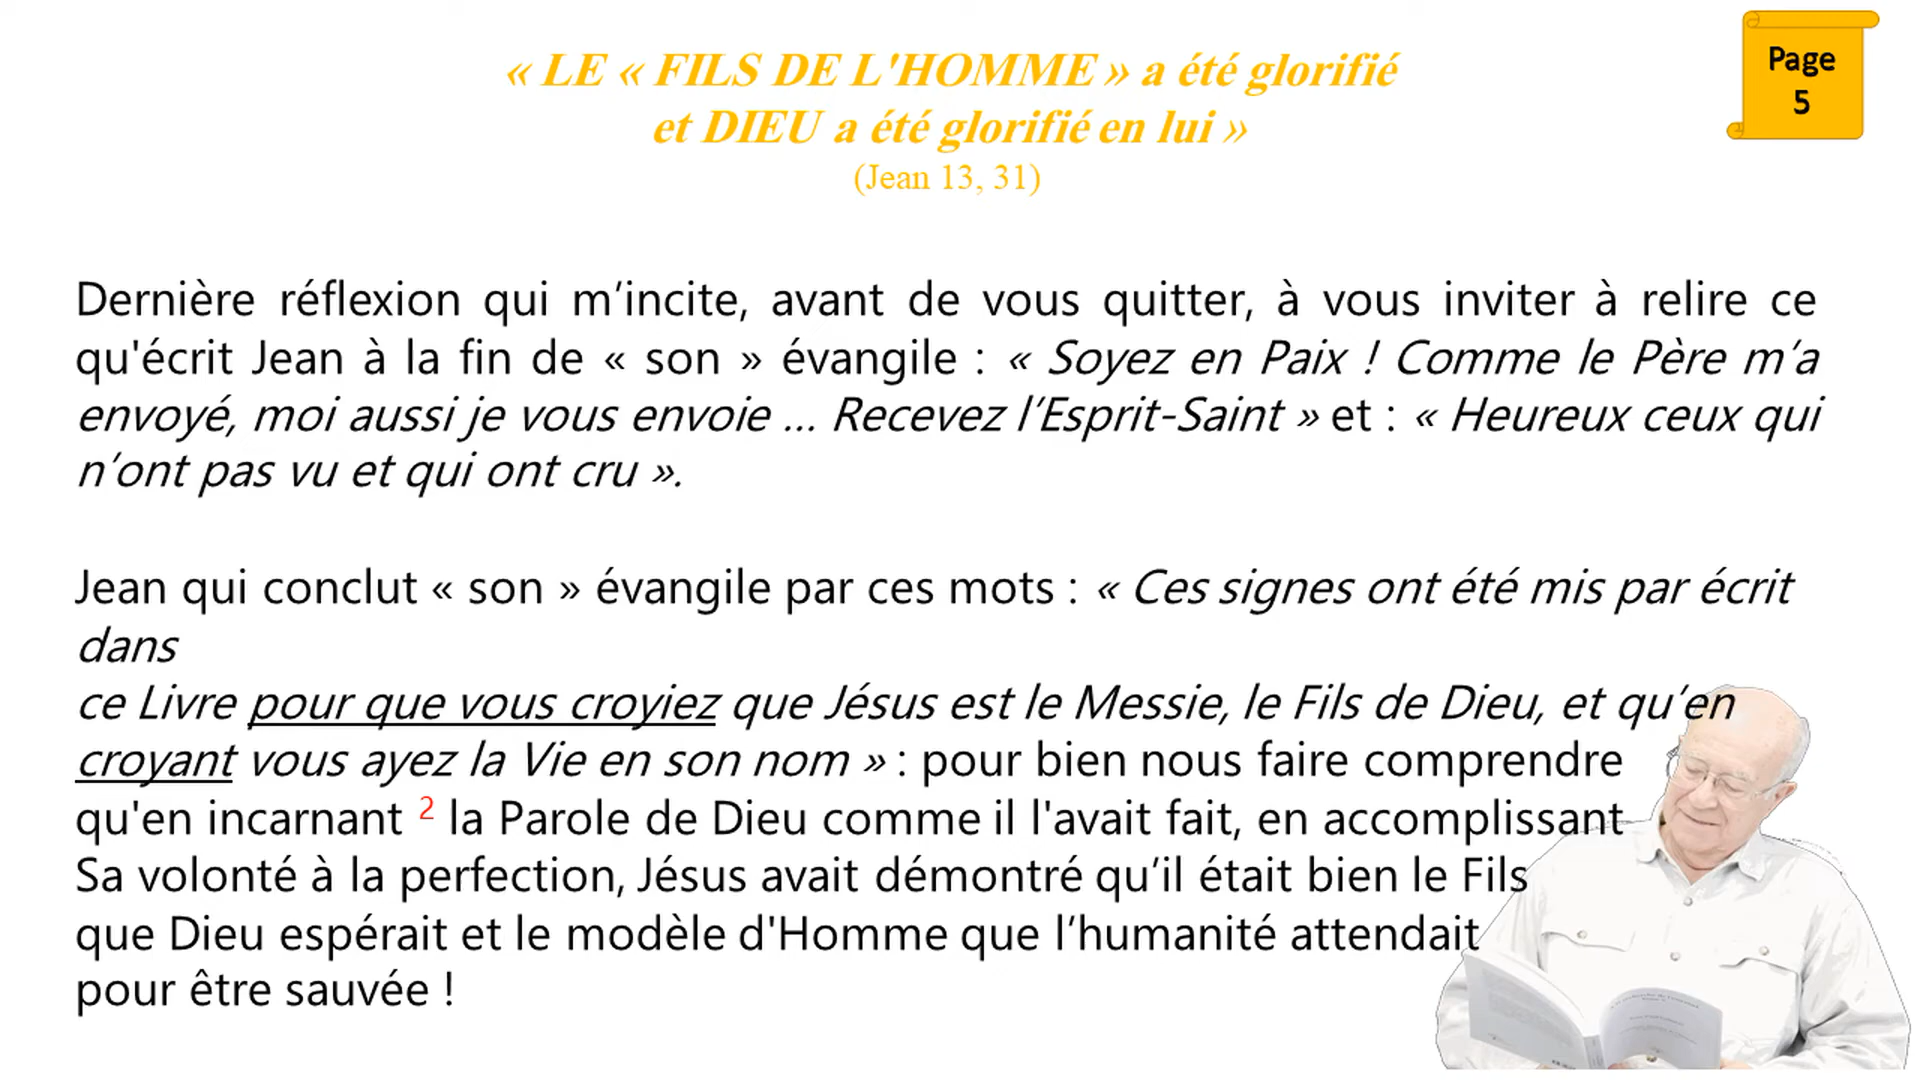 « LE « FILS DE L'HOMME » a été glorifié
et DIEU a été glorifié en lui »
(Jean 13, 31)
Page
5
Dernière réflexion qui m’incite, avant de vous quitter, à vous inviter à relire ce
qu'écrit Jean à la fin de « son » évangile : « Soyez en Paix ! Comme le Père m’a
envoyé, moi aussi je vous envoie … Recevez l’Esprit-Saint » et : « Heureux ceux qui
n’ont pas vu et qui ont cru ».
Jean qui conclut « son » évangile par ces mots : « Ces signes ont été mis par écrit
dans
ce Livre pour que vous croyiez que Jésus est le Messie, le Fils de Dieu, et qu’en
croyant vous ayez la Vie en son nom » : pour bien nous faire comprendre
qu'en incarnant 2 la Parole de Dieu comme il l'avait fait, en accomplissant
Sa volonté à la perfection, Jésus avait démontré qu’il était bien le Fils
que Dieu espérait et le modèle d'Homme que l’humanité attendait
pour être sauvée !